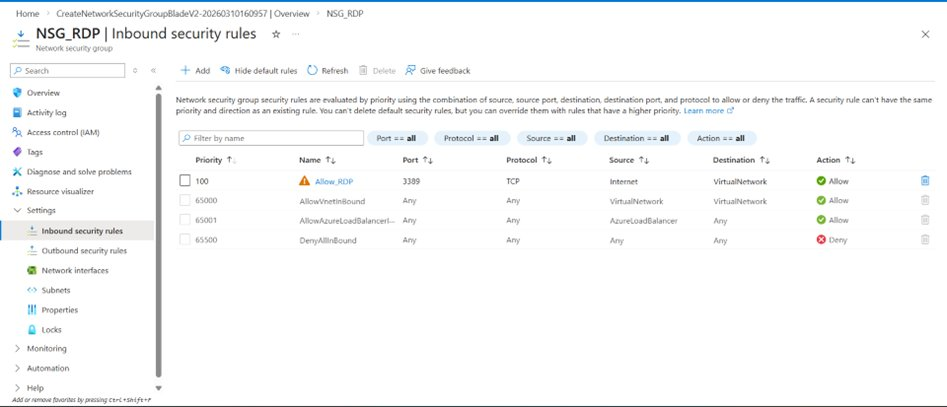 Home > CreateNetworkSecurityGroupBladeV2-20260310160957 | Overview > NSG_RDP
NSG_RDP | Inbound security rules
Network security group
Search
Add Hide default rules Refresh Delete Give feedback
Overview
Activity log
Access control (IAM)
Tags
Diagnose and solve problems
Resource visualizer
Settings
Inbound security rules
Outbound security rules
Network interfaces
Subnets
Properties
Locks
Monitoring
Automation
Help
Add or remove favorites by pressing Ctrl+Shift+F
Network security group security rules are evaluated by priority using the combination of source, source port, destination, destination port, and protocol to allow or deny the traffic. A security rule can't have the same
priority and direction as an existing rule. You can't delete default security rules, but you can override them with rules that have a higher priority. Learn more
Filter by name Port == all Protocol == all Source == all Destination == all Action == all
Priority Name Port Protocol Source Destination Action
100 Allow_RDP 3389 TCP Internet VirtualNetwork Allow
65000 AllowVnetInBound Any Any VirtualNetwork VirtualNetwork Allow
65001 AllowAzureLoadBalancerI... Any Any AzureLoadBalancer Any Allow
65500 DenyAllInBound Any Any Any Any Deny